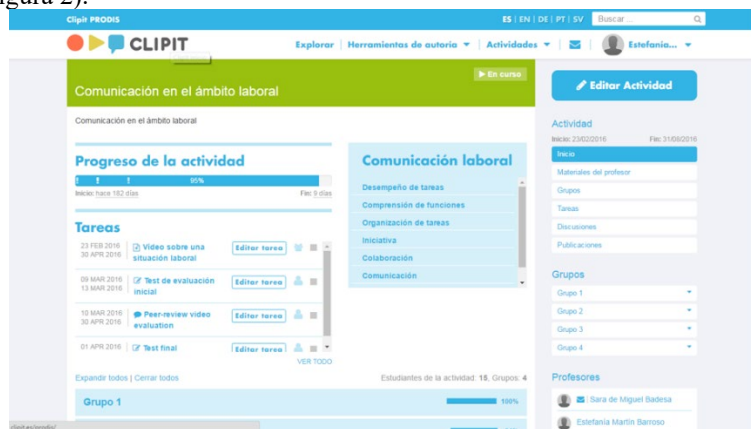 gura 2).
Clipit PRODIS
ES | EN | DE | PT | SV
Buscar...
CLIPIT
Explorar
Herramientas de autoría
Actividades
Estefanía...
Comunicación en el ámbito laboral
En curso
Editar Actividad
Comunicación en el ámbito laboral
Progreso de la actividad
95%
Inicio: hace 182 días
Fin: 9 días
Tareas
23 FEB 2016
30 APR 2016
Video sobre una
situación laboral
Editar tarea
09 MAR 2016
13 MAR 2016
Test de evaluación
inicial
Editar tarea
10 MAR 2016
30 APR 2016
Peer-review video
evaluation
Editar tarea
01 APR 2016
Test final
Editar tarea
VER TODO
Comunicación laboral
Desempeño de tareas
Comprensión de funciones
Organización de tareas
Iniciativa
Colaboración
Comunicación
Expandir todos | Cerrar todos
Estudiantes de la actividad: 16, Grupos: 4
Grupo 1
100%
Actividad
Inicio: 23/02/2016
Fin: 31/08/2016
Inicio
Materiales del profesor
Grupos
Tareas
Discusiones
Publicaciones
Grupos
Grupo 1
Grupo 2
Grupo 3
Grupo 4
Profesores
Sara de Miguel Badesa
Estefanía Martín Barroso